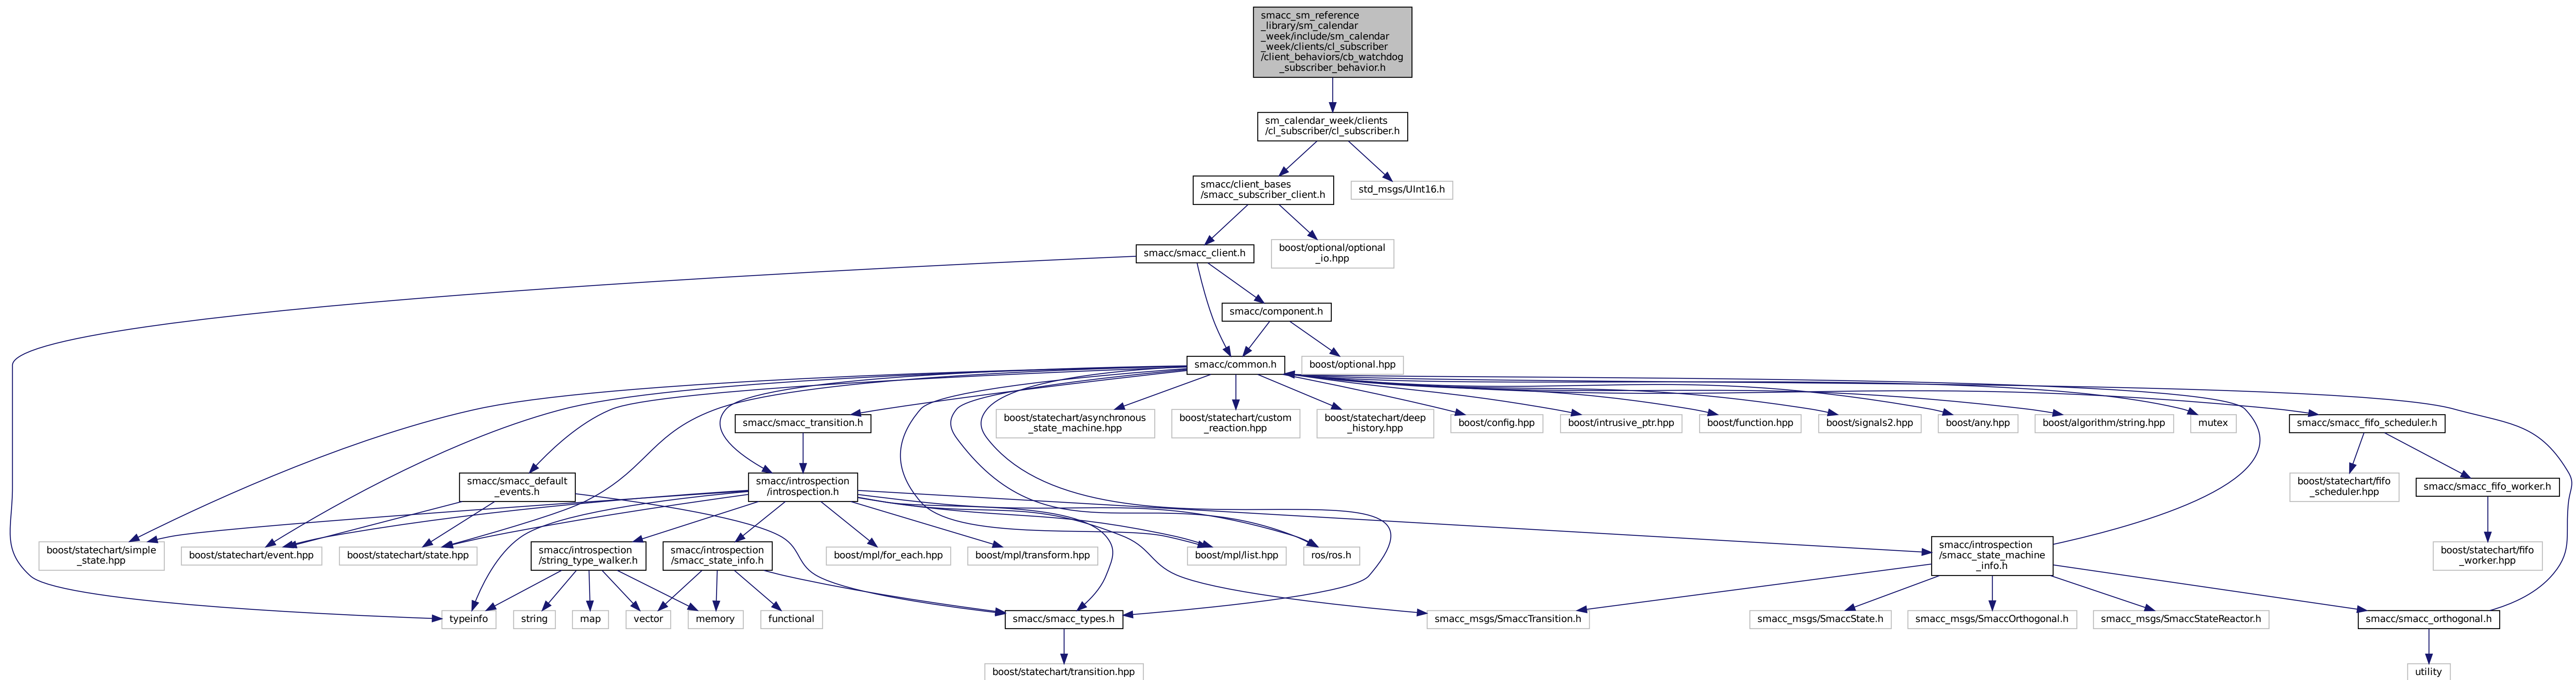 smacc_sm_reference
_library/sm_calendar
_week/include/sm_calendar
_week/clients/cl_subscriber
/client_behaviors/cb_watchdog
_subscriber_behavior.h
sm_calendar_week/clients
/cl_subscriber/cl_subscriber.h
smacc/client_bases
/smacc_subscriber_client.h
std_msgs/UInt16.h
smacc/smacc_client.h
boost/optional/optional
_io.hpp
smacc/component.h
smacc/common.h
boost/optional.hpp
smacc/smacc_transition.h
boost/statechart/asynchronous
_state_machine.hpp
boost/statechart/custom
_reaction.hpp
boost/statechart/deep
_history.hpp
boost/config.hpp
boost/intrusive_ptr.hpp
boost/function.hpp
boost/signals2.hpp
boost/any.hpp
boost/algorithm/string.hpp
mutex
smacc/smacc_fifo_scheduler.h
smacc/smacc_default
_events.h
smacc/introspection
/introspection.h
boost/statechart/fifo
_scheduler.hpp
smacc/smacc_fifo_worker.h
boost/statechart/simple
_state.hpp
boost/statechart/event.hpp
boost/statechart/state.hpp
smacc/introspection
/string_type_walker.h
smacc/introspection
/smacc_state_info.h
boost/mpl/for_each.hpp
boost/mpl/transform.hpp
boost/mpl/list.hpp
ros/ros.h
smacc/introspection
/smacc_state_machine
_info.h
boost/statechart/fifo
_worker.hpp
typeinfo
string
map
vector
memory
functional
smacc/smacc_types.h
smacc_msgs/SmaccTransition.h
smacc_msgs/SmaccState.h
smacc_msgs/SmaccOrthogonal.h
smacc_msgs/SmaccStateReactor.h
smacc/smacc_orthogonal.h
boost/statechart/transition.hpp
utility